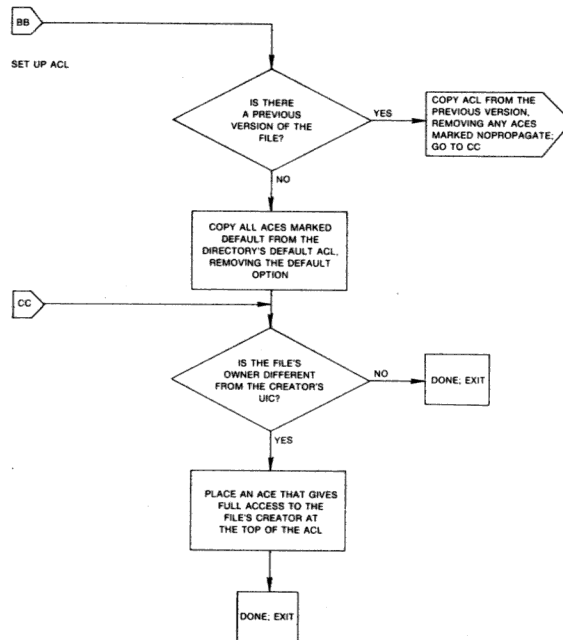 BB
SET UP ACL
IS THERE
A PREVIOUS
VERSION OF THE
FILE?
YES
COPY ACL FROM THE
PREVIOUS VERSION,
REMOVING ANY ACES
MARKED NOPROPAGATE;
GO TO CC
NO
COPY ALL ACES MARKED
DEFAULT FROM THE
DIRECTORY'S DEFAULT ACL,
REMOVING THE DEFAULT
OPTION
CC
IS THE FILE'S
OWNER DIFFERENT
FROM THE CREATOR'S
UIC?
NO
DONE; EXIT
YES
PLACE AN ACE THAT GIVES
FULL ACCESS TO THE
FILE'S CREATOR AT
THE TOP OF THE ACL
DONE; EXIT